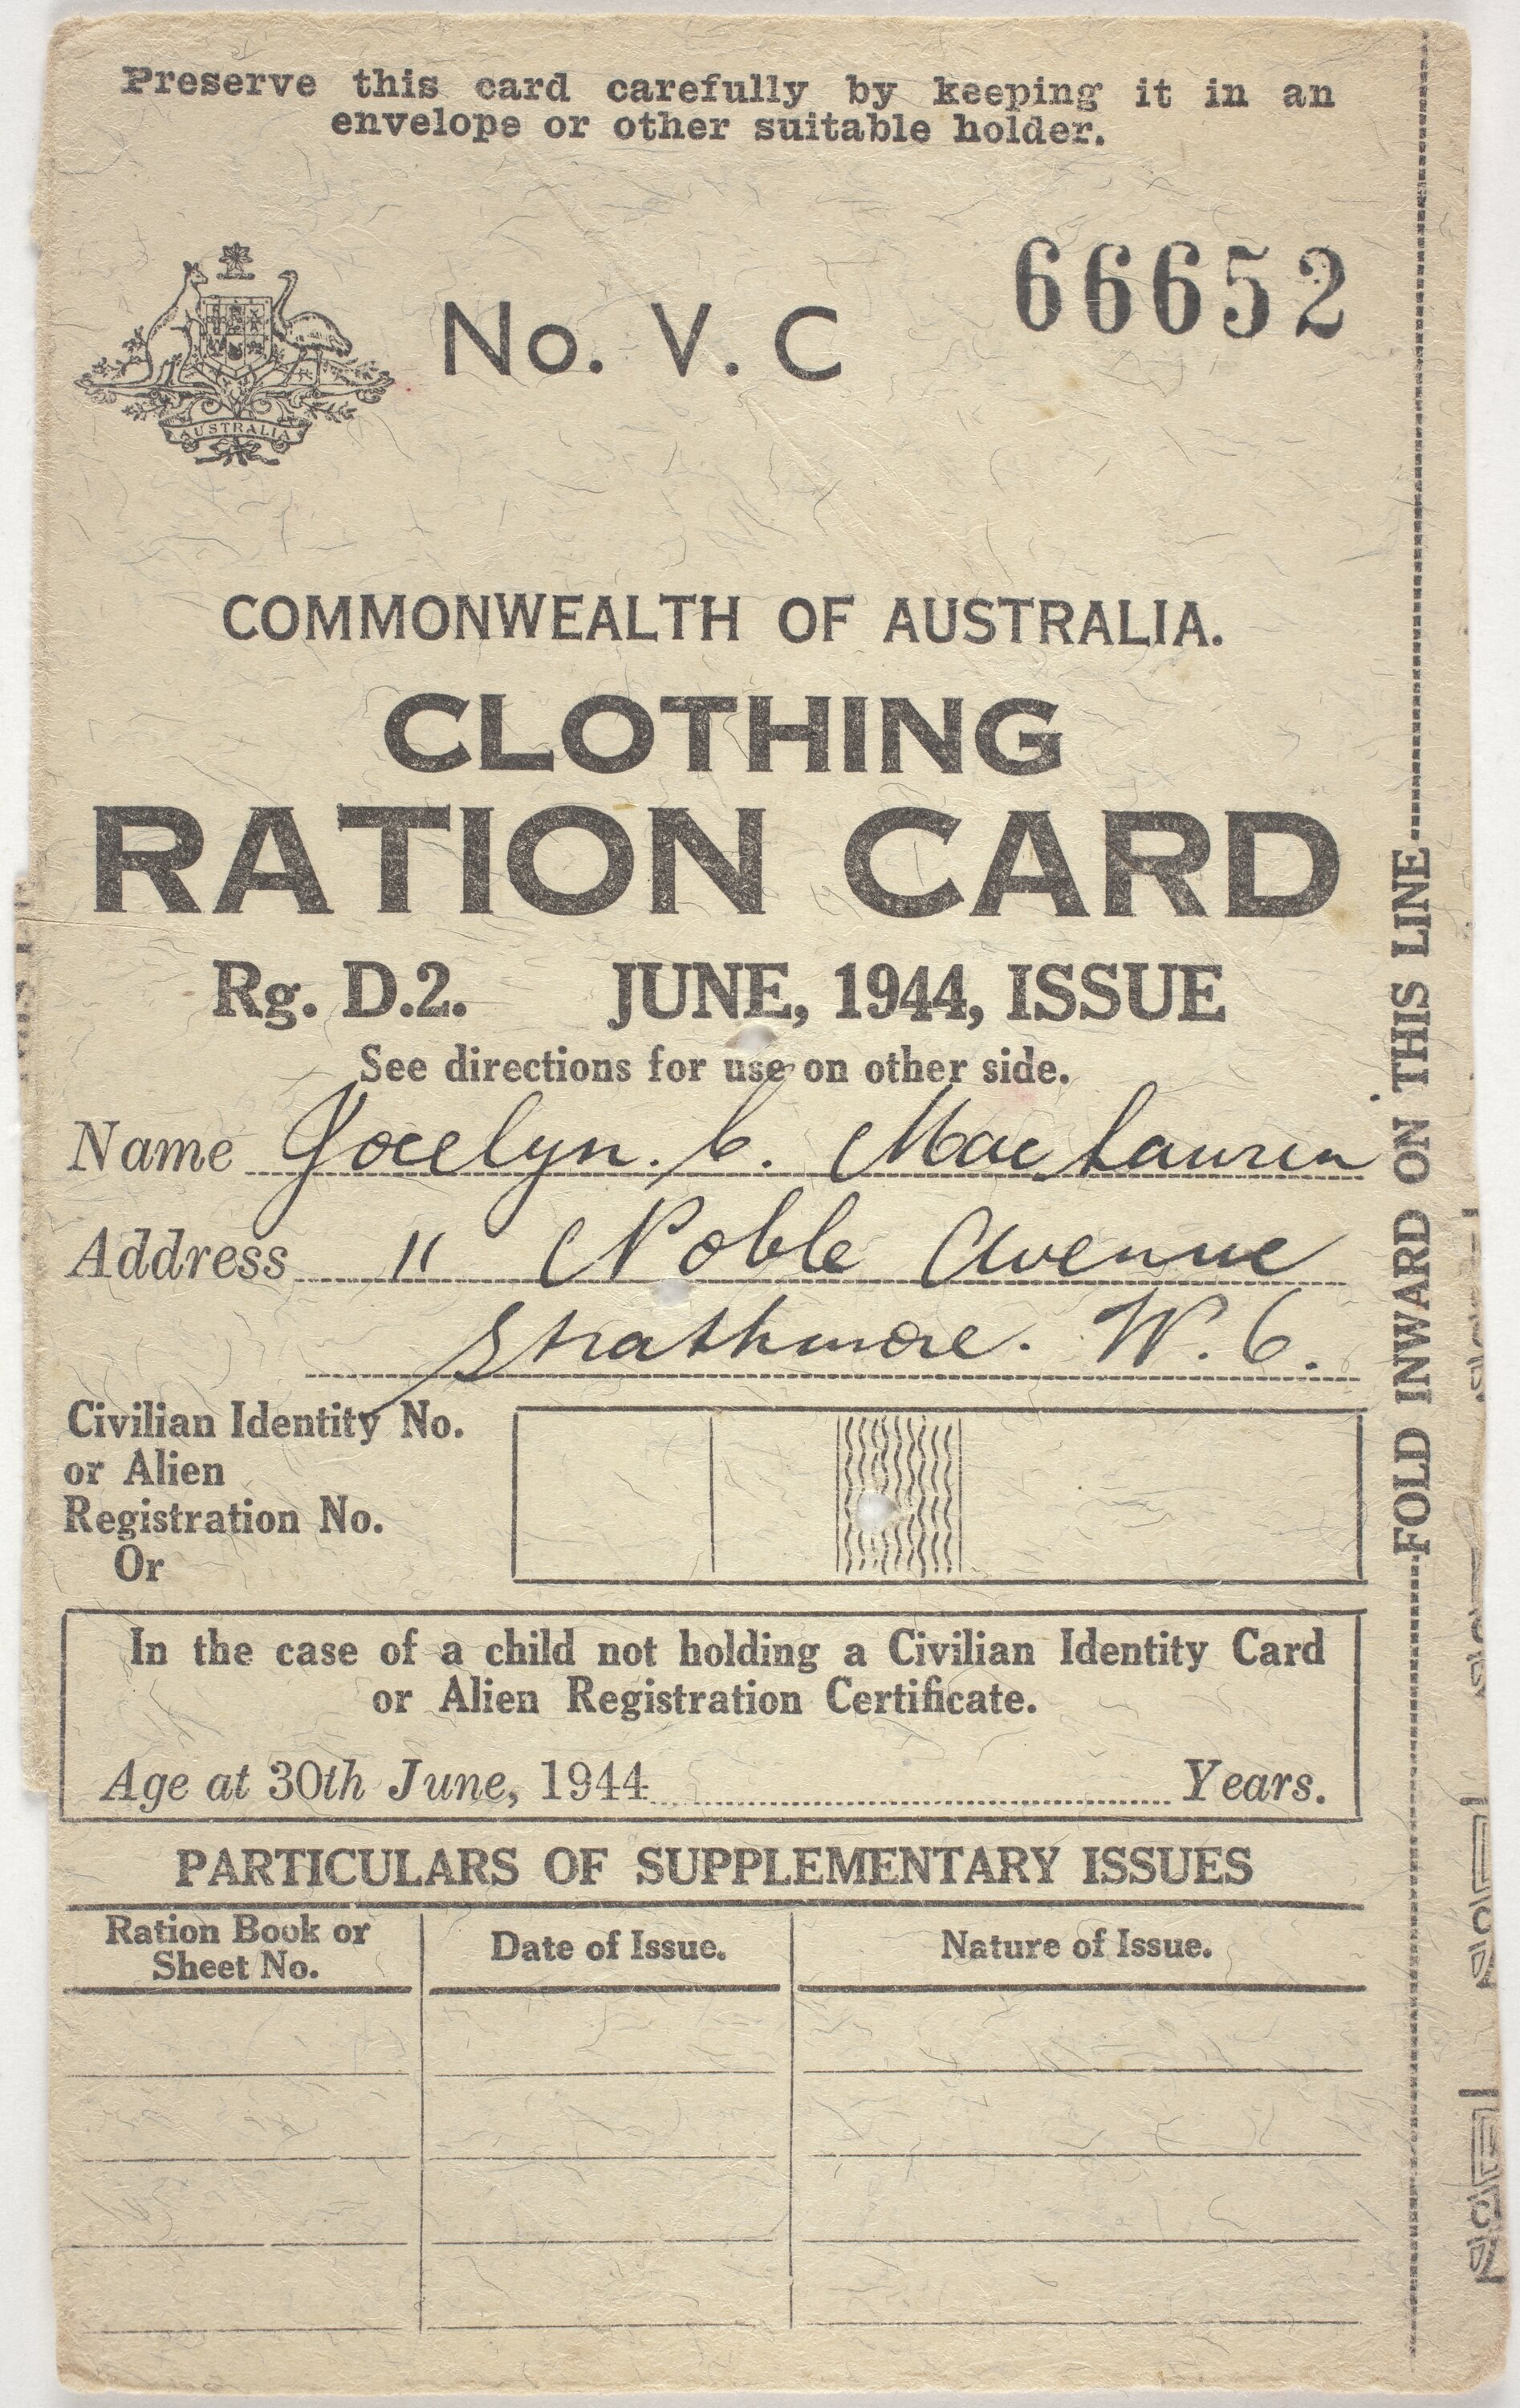 Preserve this card carefully by keeping it in an
envelope or other suitable holder.
66652
No. V. C
AUSTRALIA
COMMONWEALTH OF AUSTRALIA.
CLOTHING
RATION CARD
Rg. D.2. JUNE, 1944, ISSUE
See directions for use on other side.
Name Jocelyn. C. MacLaurin
Address 11 Noble Avenue
Strathmore. W. 6.
Civilian Identity No.
or Alien
Registration No.
Or
In the case of a child not holding a Civilian Identity Card
or Alien Registration Certificate.
Age at 30th June, 1944 Years.
PARTICULARS OF SUPPLEMENTARY ISSUES
Ration Book or
Sheet No.
Date of Issue.
Nature of Issue.
FOLD INWARD ON THIS LINE